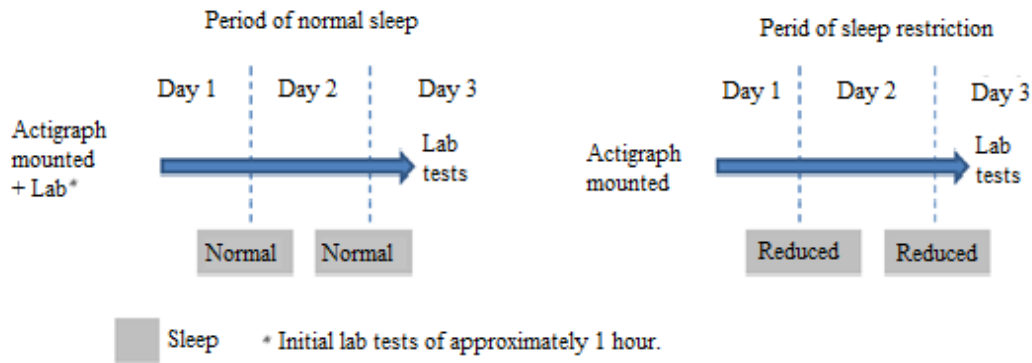 Period of normal sleep
Day 1 Day 2 Day 3
Actigraph
mounted
+ Lab*
Lab
tests
Normal Normal
Perid of sleep restriction
Day 1 Day 2 Day 3
Actigraph
mounted
Lab
tests
Reduced Reduced
Sleep * Initial lab tests of approximately 1 hour.